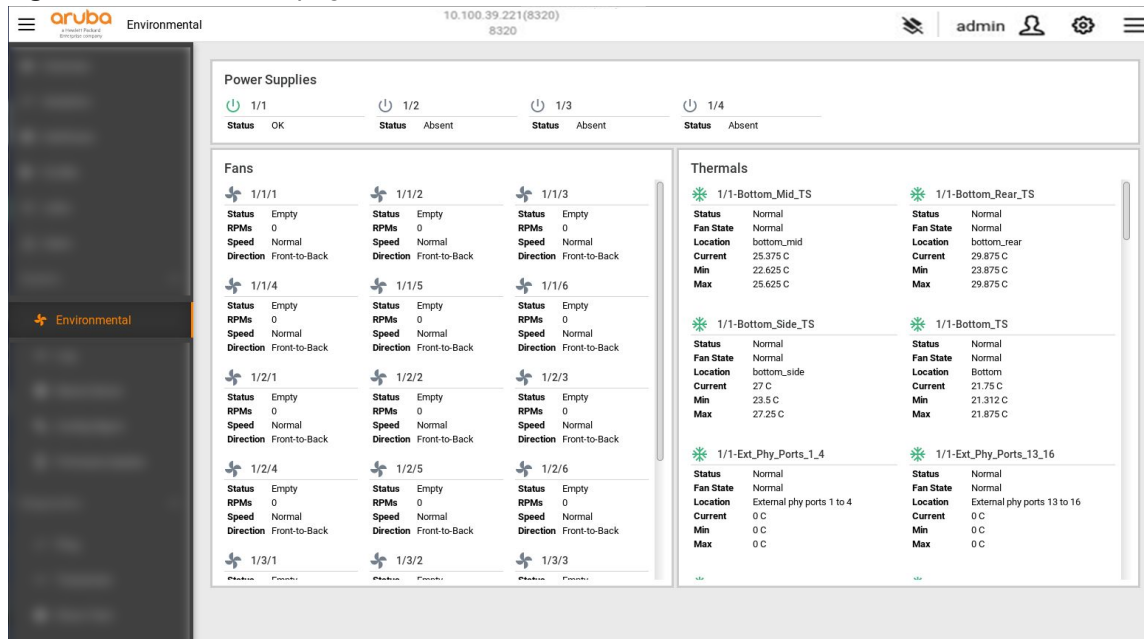 aruba
a Hewlett Packard
Enterprise company
Environmental
10.100.39.221(8320)
8320
admin
Environmental
Power Supplies
1/1
1/2
1/3
1/4
Status OK
Status Absent
Status Absent
Status Absent
Fans
1/1/1
1/1/2
1/1/3
Status Empty
Status Empty
Status Empty
RPMs 0
RPMs 0
RPMs 0
Speed Normal
Speed Normal
Speed Normal
Direction Front-to-Back
Direction Front-to-Back
Direction Front-to-Back
1/1/4
1/1/5
1/1/6
Status Empty
Status Empty
Status Empty
RPMs 0
RPMs 0
RPMs 0
Speed Normal
Speed Normal
Speed Normal
Direction Front-to-Back
Direction Front-to-Back
Direction Front-to-Back
1/2/1
1/2/2
1/2/3
Status Empty
Status Empty
Status Empty
RPMs 0
RPMs 0
RPMs 0
Speed Normal
Speed Normal
Speed Normal
Direction Front-to-Back
Direction Front-to-Back
Direction Front-to-Back
1/2/4
1/2/5
1/2/6
Status Empty
Status Empty
Status Empty
RPMs 0
RPMs 0
RPMs 0
Speed Normal
Speed Normal
Speed Normal
Direction Front-to-Back
Direction Front-to-Back
Direction Front-to-Back
1/3/1
1/3/2
1/3/3
Status Empty
Status Empty
Status Empty
Thermals
1/1-Bottom_Mid_TS
Status Normal
Fan State Normal
Location bottom_mid
Current 25.375 C
Min 22.625 C
Max 25.625 C
1/1-Bottom_Rear_TS
Status Normal
Fan State Normal
Location bottom_rear
Current 29.875 C
Min 23.875 C
Max 29.875 C
1/1-Bottom_Side_TS
Status Normal
Fan State Normal
Location bottom_side
Current 27 C
Min 23.5 C
Max 27.25 C
1/1-Bottom_TS
Status Normal
Fan State Normal
Location Bottom
Current 21.75 C
Min 21.312 C
Max 21.875 C
1/1-Ext_Phy_Ports_1_4
Status Normal
Fan State Normal
Location External phy ports 1 to 4
Current 0 C
Min 0 C
Max 0 C
1/1-Ext_Phy_Ports_13_16
Status Normal
Fan State Normal
Location External phy ports 13 to 16
Current 0 C
Min 0 C
Max 0 C